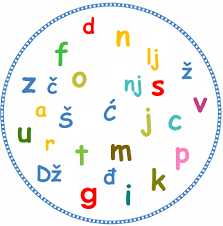 d n
f lj
z č o nj s ž
a Š Ć j c v
u r t m p
Dž g đ i k